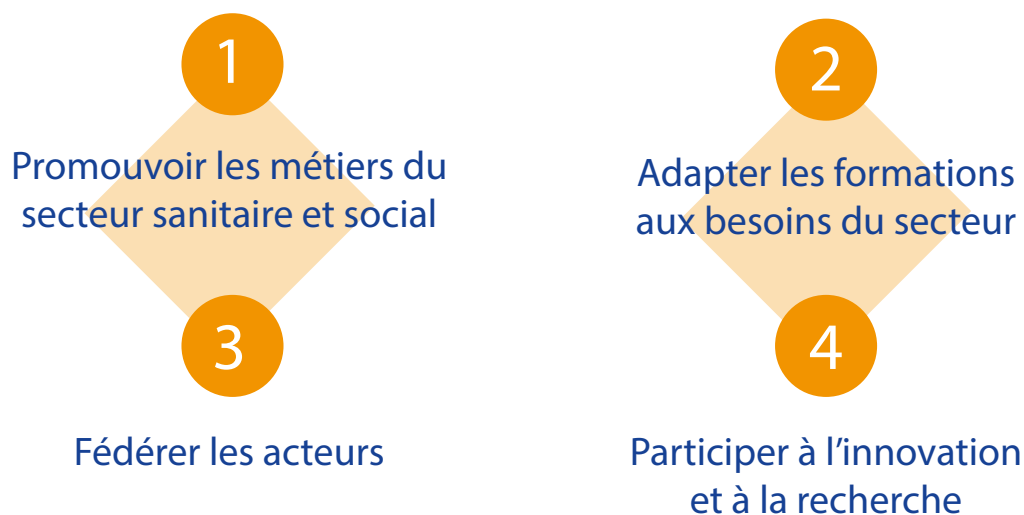 1
Promouvoir les métiers du
secteur sanitaire et social
2
Adapter les formations
aux besoins du secteur
3
Fédérer les acteurs
4
Participer à l’innovation
et à la recherche